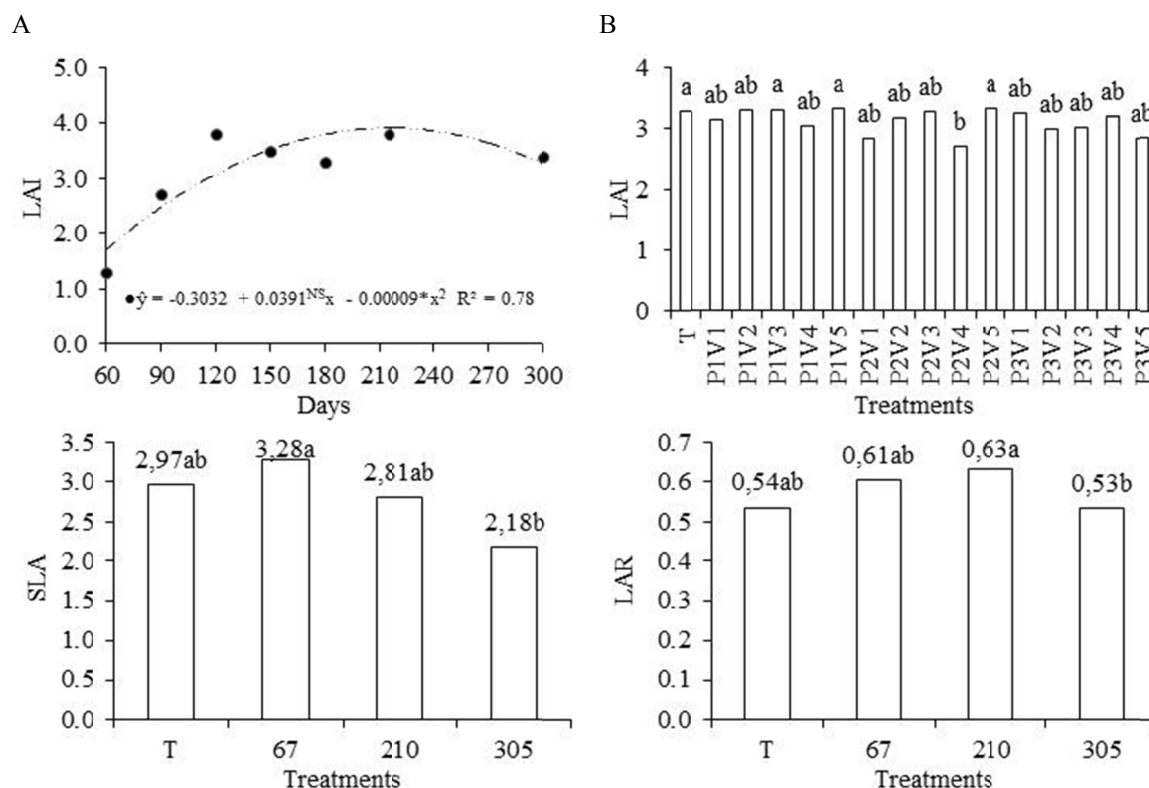 A
5.0
4.0
3.0
2.0
1.0
0.0
LAI
ŷ = -0.3032 + 0.0391ᴺˢx - 0.00009*x² R² = 0.78
60 90 120 150 180 210 240 270 300
Days
B
4
3
2
1
0
LAI
a ab ab a ab a ab ab ab b a ab ab ab ab ab
T P1V1 P1V2 P1V3 P1V4 P1V5 P2V1 P2V2 P2V3 P2V4 P2V5 P3V1 P3V2 P3V3 P3V4 P3V5
Treatments
3.5
3.0
2.5
2.0
1.5
1.0
0.5
0.0
SLA
2,97ab 3,28a 2,81ab 2,18b
T 67 210 305
Treatments
0.7
0.6
0.5
0.4
0.3
0.2
0.1
0.0
LAR
0,54ab 0,61ab 0,63a 0,53b
T 67 210 305
Treatments